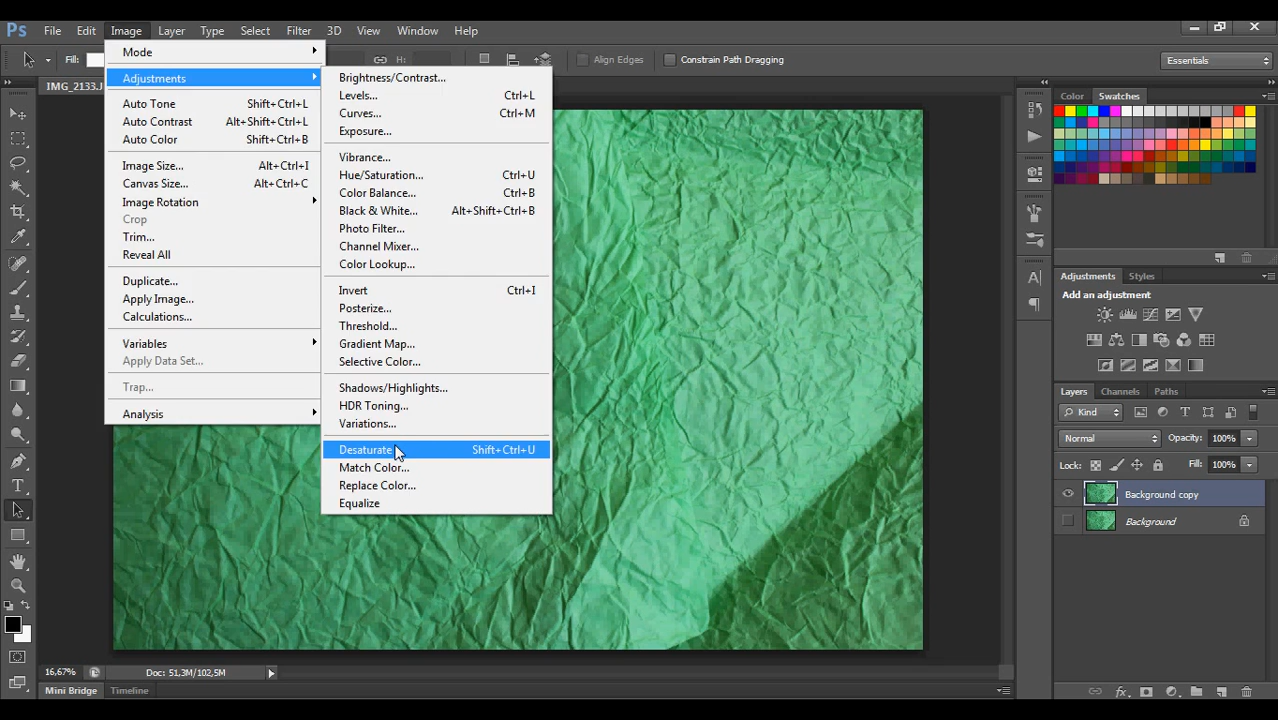 Ps File Edit Image Layer Type Select Filter 3D View Window Help
Fill: H: Align Edges Constrain Path Dragging Essentials
IMG_2133.J
Mode
Adjustments
Auto Tone Shift+Ctrl+L
Auto Contrast Alt+Shift+Ctrl+L
Auto Color Shift+Ctrl+B
Image Size... Alt+Ctrl+I
Canvas Size... Alt+Ctrl+C
Image Rotation
Crop
Trim...
Reveal All
Duplicate...
Apply Image...
Calculations...
Variables
Apply Data Set...
Trap...
Analysis
Brightness/Contrast...
Levels... Ctrl+L
Curves... Ctrl+M
Exposure...
Vibrance...
Hue/Saturation... Ctrl+U
Color Balance... Ctrl+B
Black & White... Alt+Shift+Ctrl+B
Photo Filter...
Channel Mixer...
Color Lookup...
Invert Ctrl+I
Posterize...
Threshold...
Gradient Map...
Selective Color...
Shadows/Highlights...
HDR Toning...
Variations...
Desaturate Shift+Ctrl+U
Match Color...
Replace Color...
Equalize
Color Swatches
Adjustments Styles
Add an adjustment
Layers Channels Paths
Kind
Normal Opacity: 100%
Lock: Fill: 100%
Background copy
Background
16,67% Doc: 51,3M/102,5M
Mini Bridge Timeline